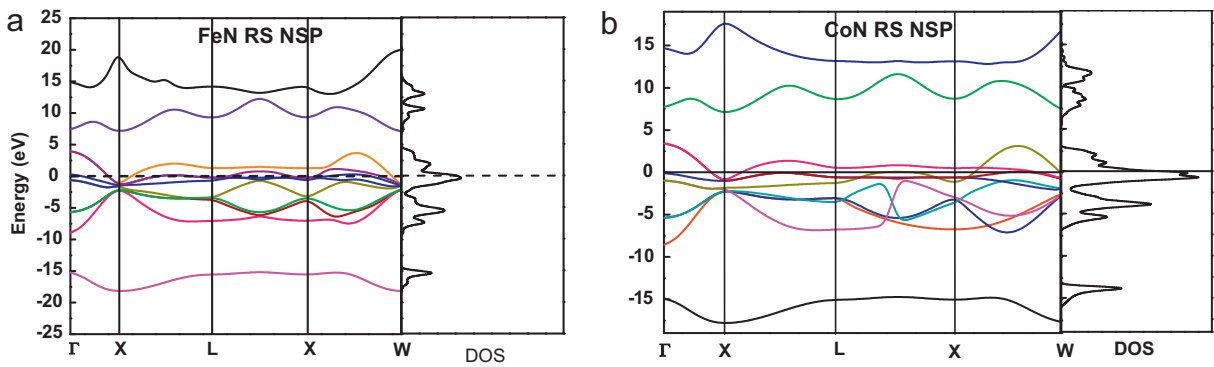 a
FeN RS NSP
Energy (eV)
25
20
15
10
5
0
-5
-10
-15
-20
-25
Γ X L X W DOS
b
CoN RS NSP
15
10
5
0
-5
-10
-15
Γ X L X W DOS